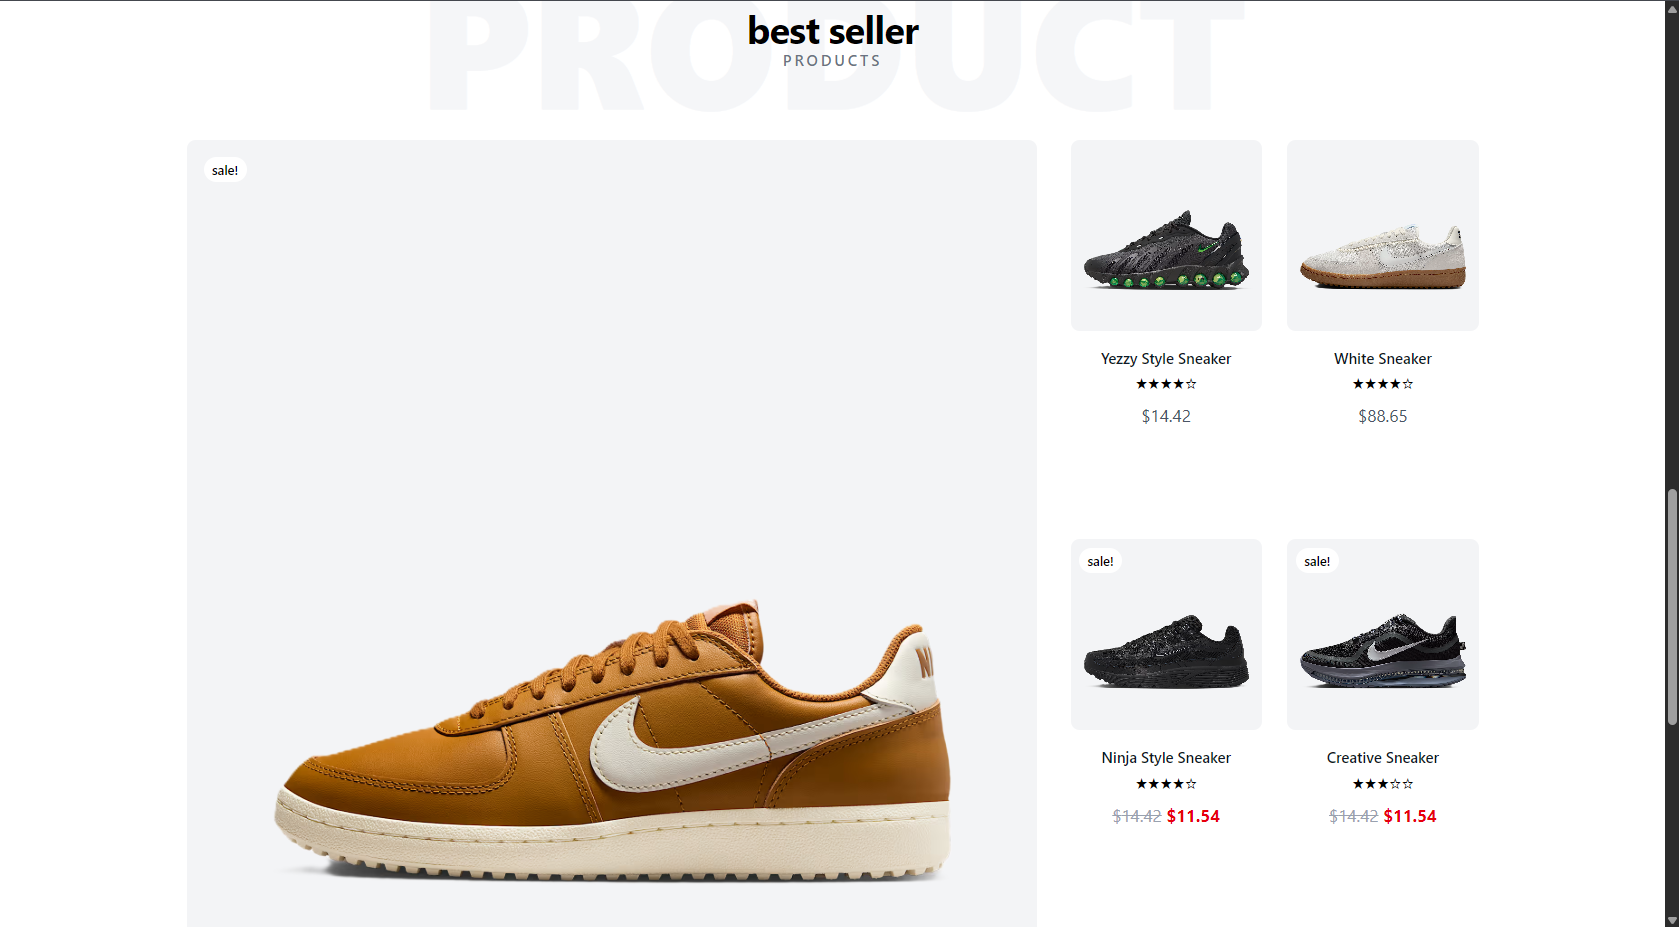 PRODUCT
best seller
PRODUCTS
sale!
Yezzy Style Sneaker
★★★★☆
$14.42
White Sneaker
★★★★☆
$88.65
sale!
Ninja Style Sneaker
★★★★☆
$14.42 $11.54
sale!
Creative Sneaker
★★★☆☆
$14.42 $11.54